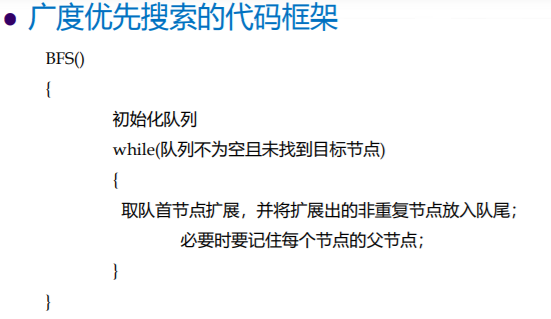 ● 广度优先搜索的代码框架
BFS()
{
初始化队列
while(队列不为空且未找到目标节点)
{
取队首节点扩展，并将扩展出的非重复节点放入队尾；
必要时要记住每个节点的父节点；
}
}